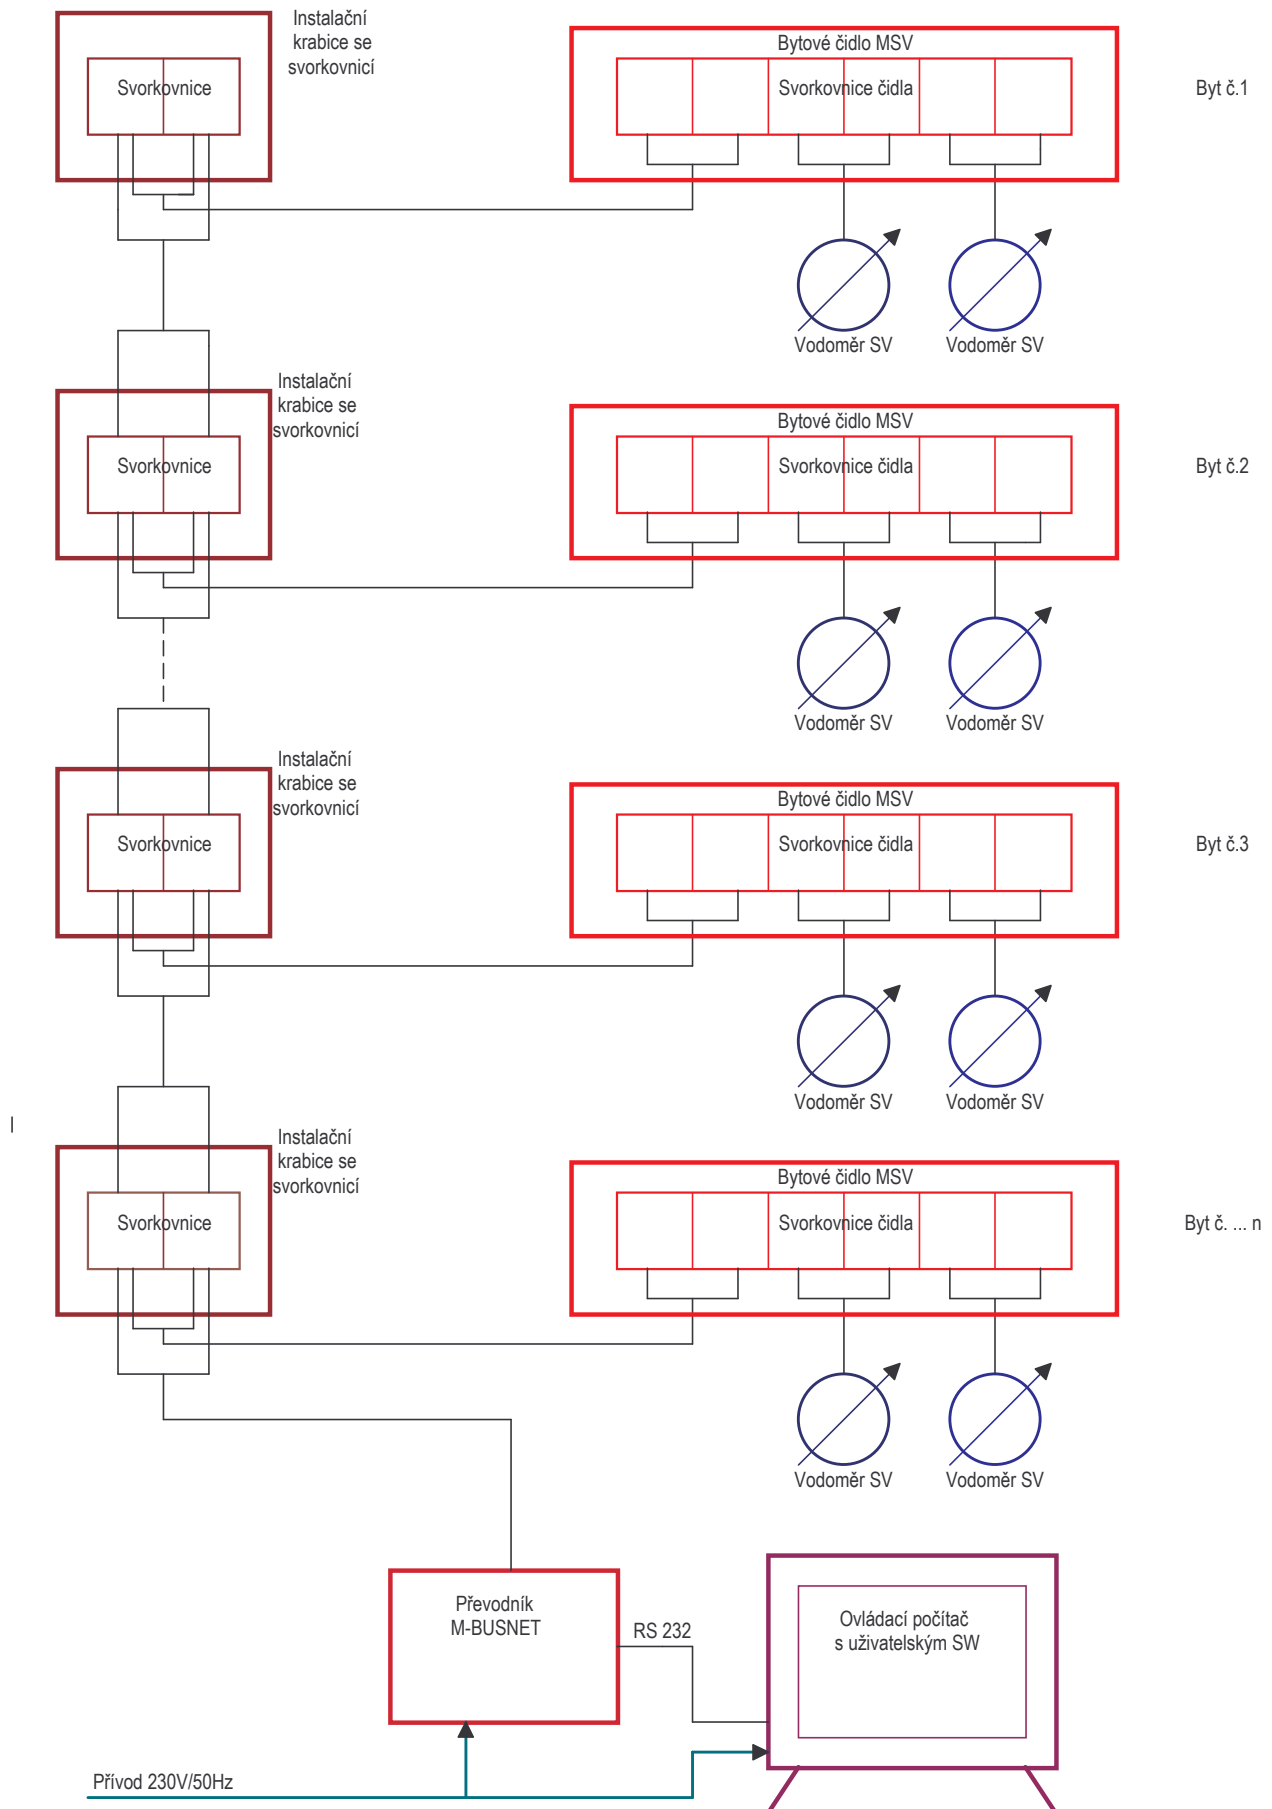 Instalační
krabice se
svorkovnicí
Bytové čidlo MSV
Svorkovnice
Svorkovnice čidla
Byt č.1
Vodoměr SV
Vodoměr SV
Instalační
krabice se
svorkovnicí
Bytové čidlo MSV
Svorkovnice
Svorkovnice čidla
Byt č.2
Vodoměr SV
Vodoměr SV
Instalační
krabice se
svorkovnicí
Bytové čidlo MSV
Svorkovnice
Svorkovnice čidla
Byt č.3
Vodoměr SV
Vodoměr SV
Instalační
krabice se
svorkovnicí
Bytové čidlo MSV
Svorkovnice
Svorkovnice čidla
Byt č. ... n
Vodoměr SV
Vodoměr SV
Převodník
M-BUSNET
RS 232
Ovládací počítač
s uživatelským SW
Přívod 230V/50Hz